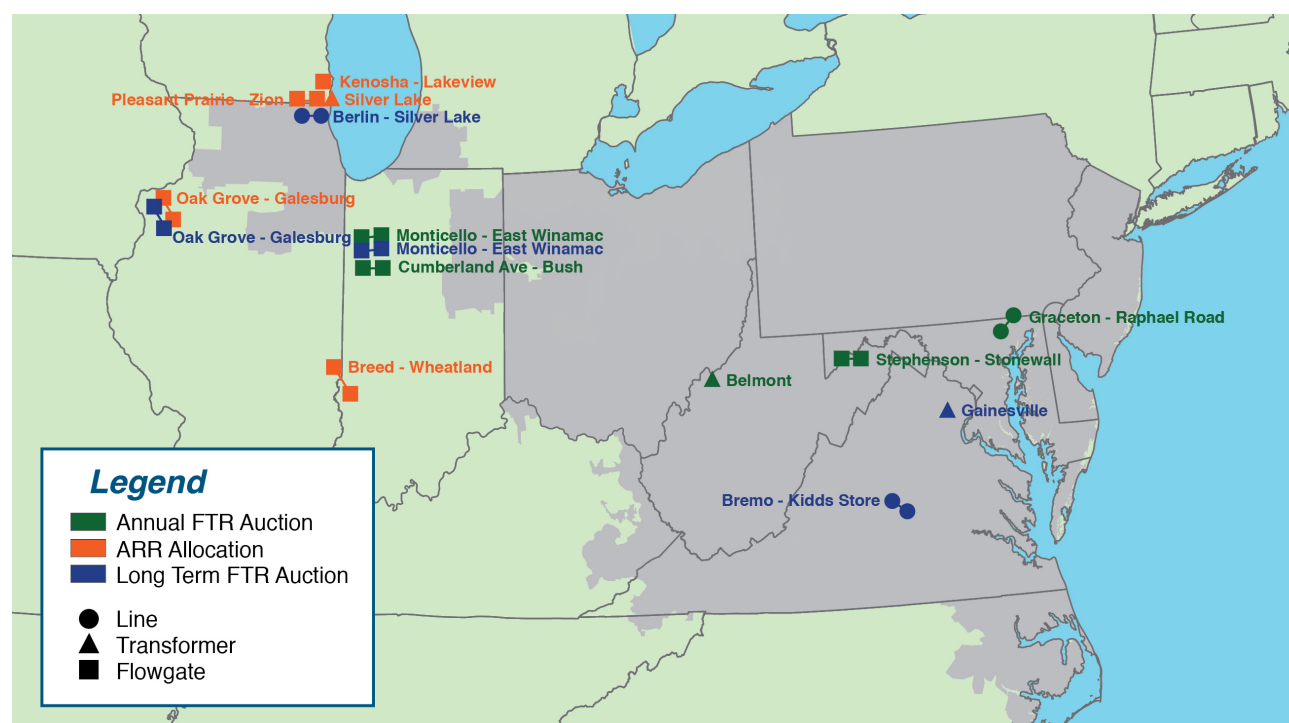 Kenosha - Lakeview
Pleasant Prairie - Zion
Silver Lake
Berlin - Silver Lake
Oak Grove - Galesburg
Oak Grove - Galesburg
Monticello - East Winamac
Monticello - East Winamac
Cumberland Ave - Bush
Graceton - Raphael Road
Stephenson - Stonewall
Breed - Wheatland
Belmont
Gainesville
Bremo - Kidds Store
Legend
Annual FTR Auction
ARR Allocation
Long Term FTR Auction
Line
Transformer
Flowgate